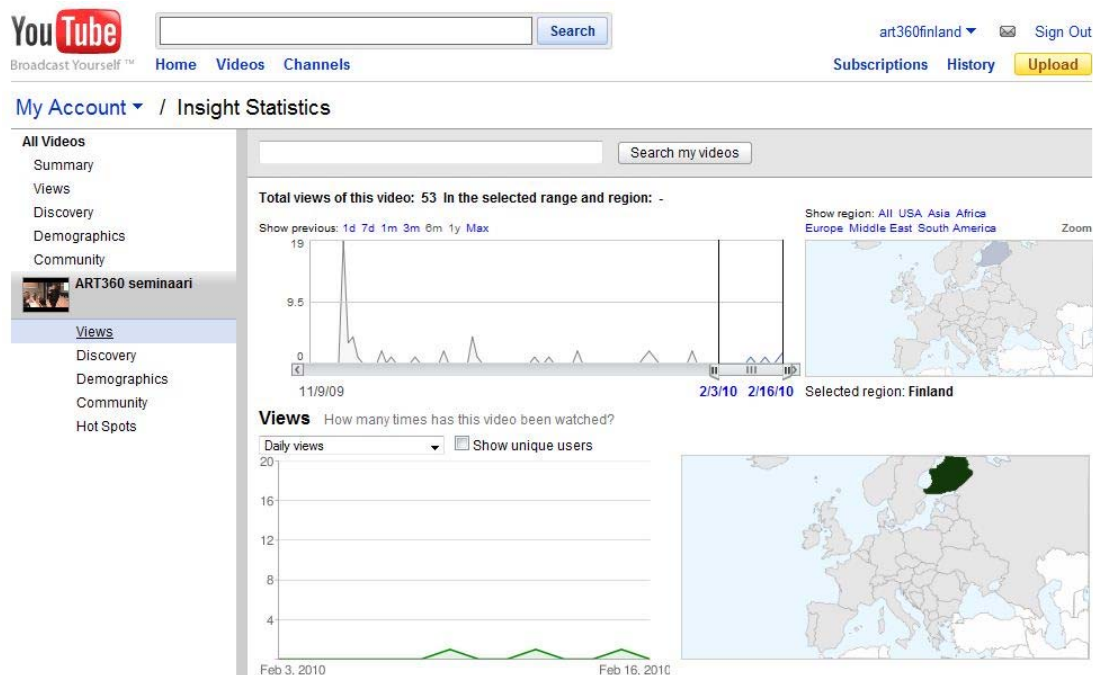 You Tube
Broadcast Yourself ™
Search
art360finland
Sign Out
Home Videos Channels
Subscriptions History Upload
My Account / Insight Statistics
All Videos
Summary
Views
Discovery
Demographics
Community
ART360 seminaari
Views
Discovery
Demographics
Community
Hot Spots
Search my videos
Total views of this video: 53 In the selected range and region: -
Show previous: 1d 7d 1m 3m 6m 1y Max
Show region: All USA Asia Africa
Europe Middle East South America
Zoom
19
9.5
0
11/9/09
2/3/10 2/16/10
Selected region: Finland
Views How many times has this video been watched?
Daily views
Show unique users
20
16
12
8
4
Feb 3, 2010
Feb 16, 2010